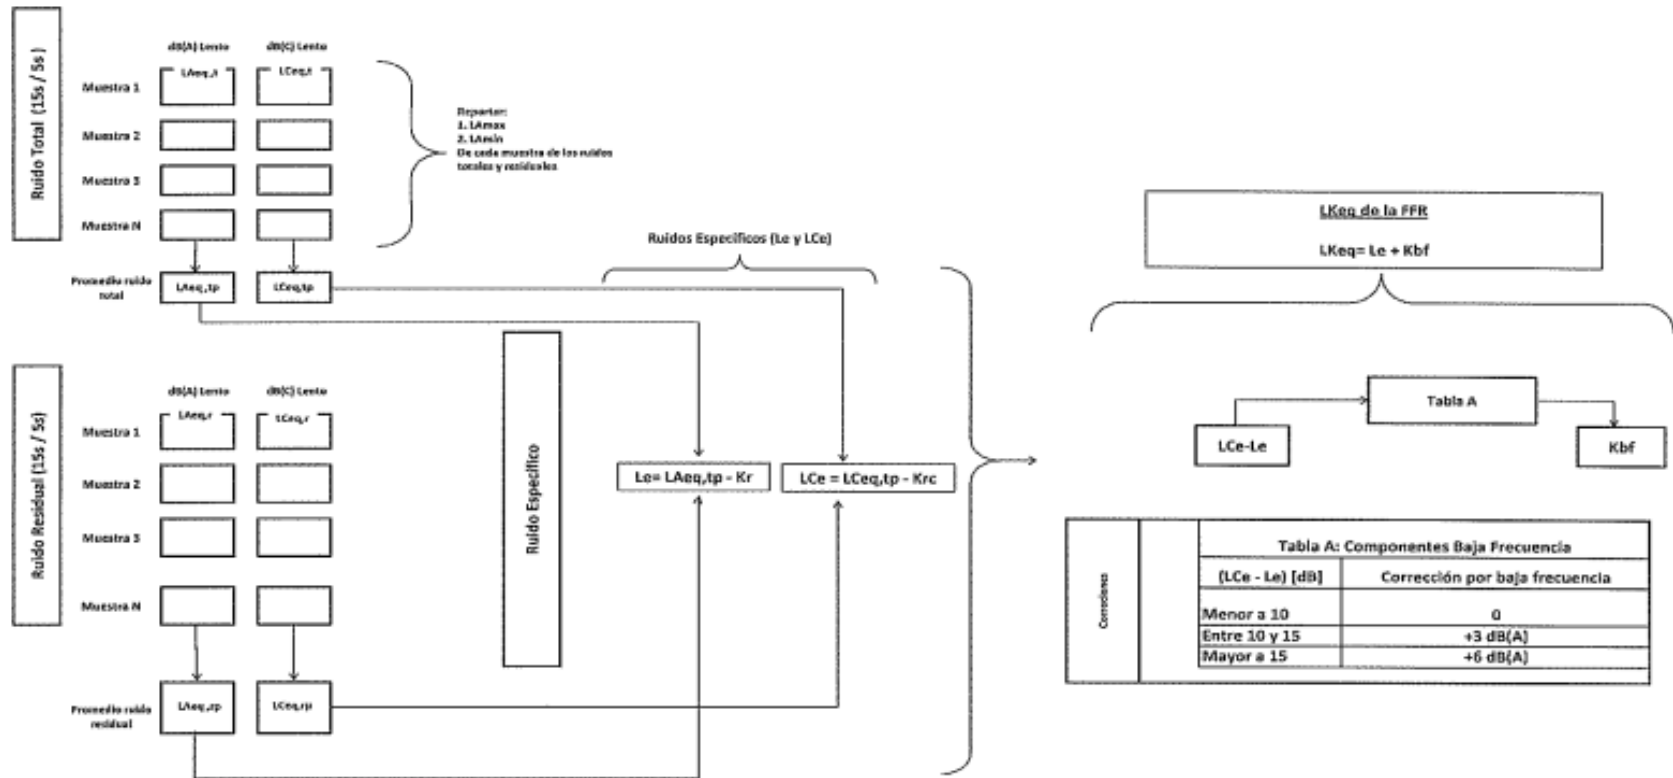 Ruido Total (15s / 5s )
dB(A) Lento
dB(C) Lento
Muestra 1
LAeq,t
LCeq,t
Muestra 2
Muestra 3
Muestra N
Promedio ruido
total
LAeq,tp
LCeq,tp
Reportar:
1. LAmax
2. LAmin
De cada muestra de los ruidos
totales y residuales
Ruido Residual (15s / 5s)
dB(A) Lento
dB(C) Lento
Muestra 1
LAeq,r
LCeq,r
Muestra 2
Muestra 3
Muestra N
Promedio ruido
residual
LAeq,rp
LCeq,rp
Ruido Específico
Ruidos Específicos (Le y LCe)
Le= LAeq,tp - Kr
LCe = LCeq,tp - Krc
LKeq de la FFR
LKeq= Le + Kbf
LCe-Le
Tabla A
Kbf
Correciones
Tabla A: Componentes Baja Frecuencia
(LCe - Le) [dB]
Corrección por baja frecuencia
Menor a 10
0
Entre 10 y 15
+3 dB(A)
Mayor a 15
+6 dB(A)